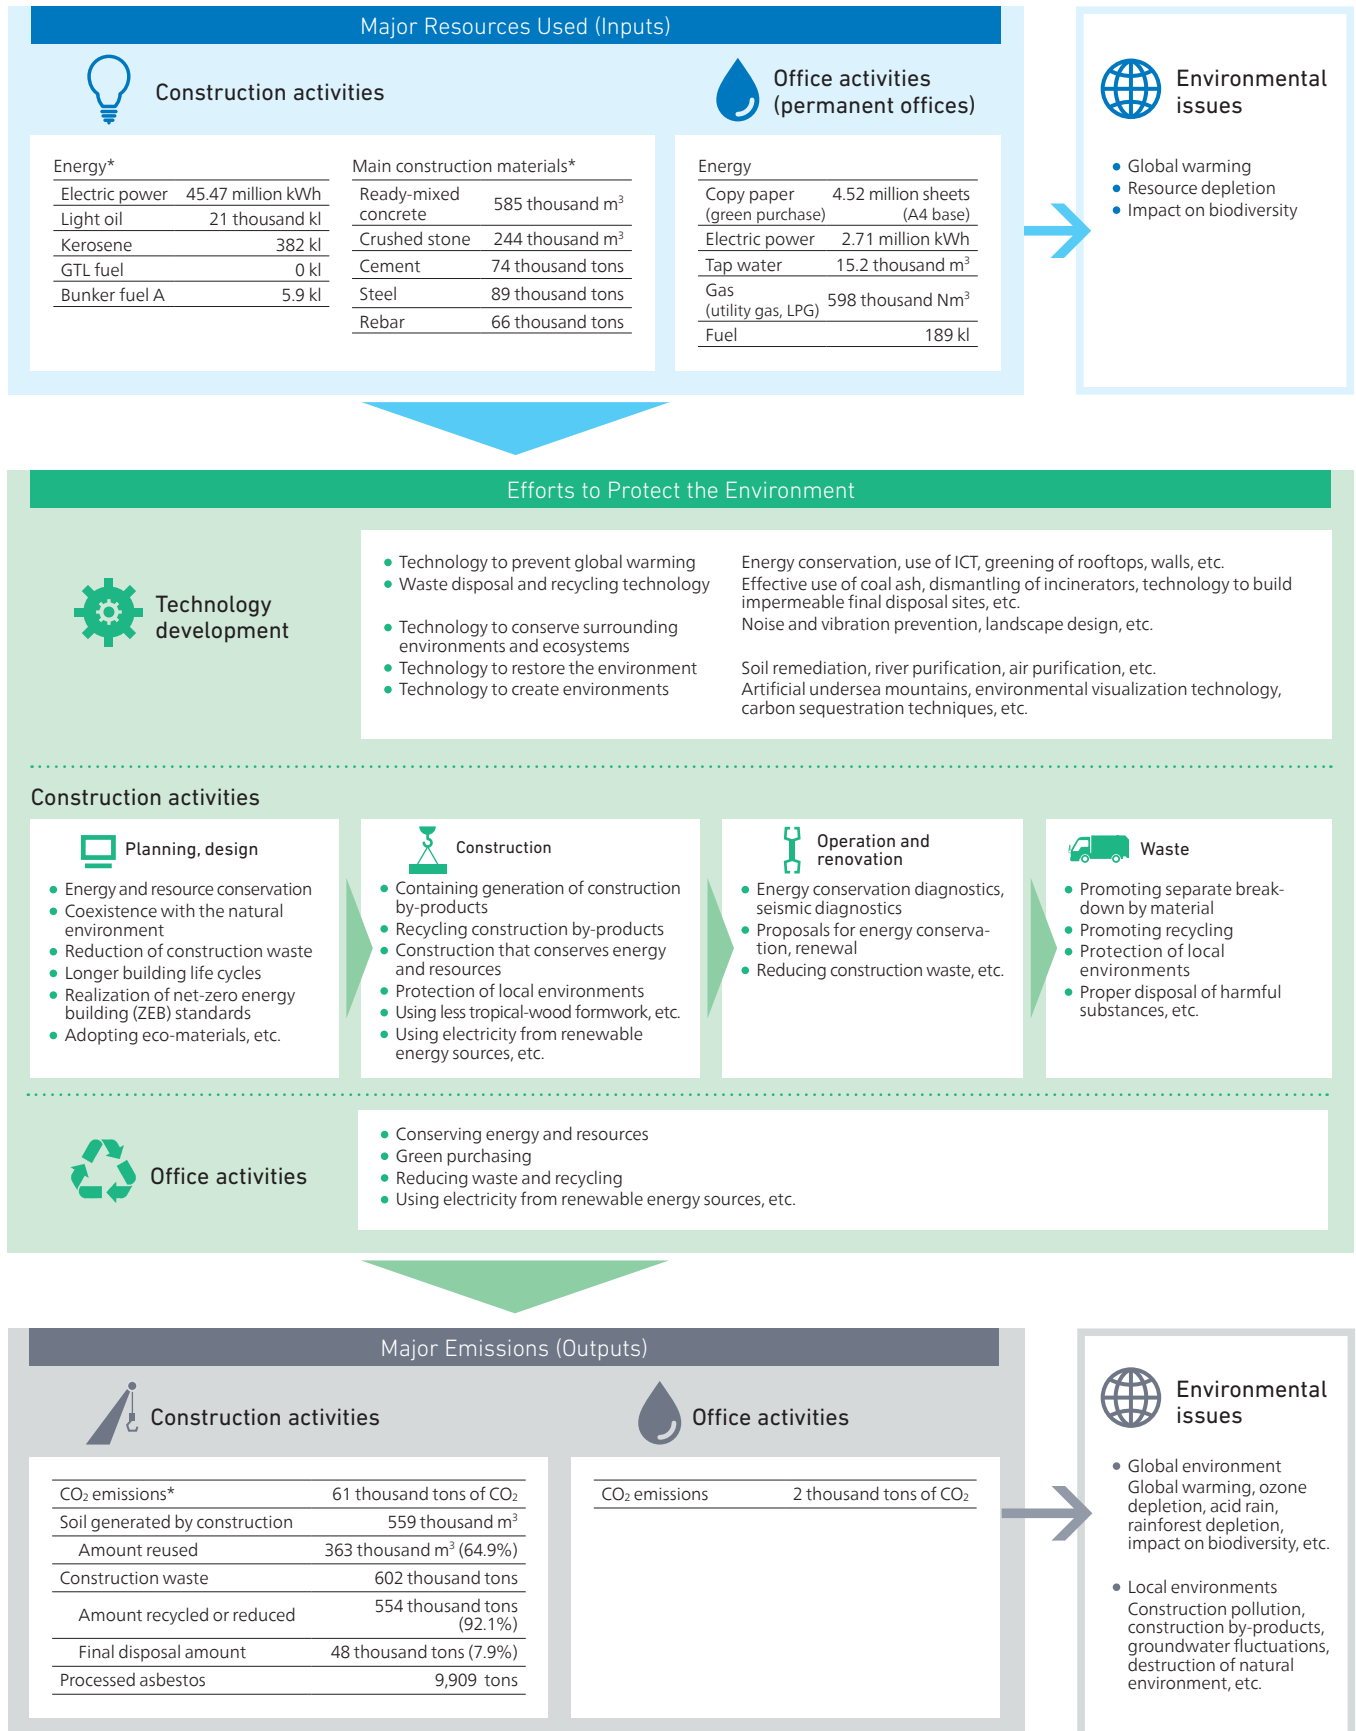 Major Resources Used (Inputs)
Construction activities
Energy*
Electric power 45.47 million kWh
Light oil 21 thousand kl
Kerosene 382 kl
GTL fuel 0 kl
Bunker fuel A 5.9 kl
Main construction materials*
Ready-mixed
concrete 585 thousand m³
Crushed stone 244 thousand m³
Cement 74 thousand tons
Steel 89 thousand tons
Rebar 66 thousand tons
Office activities
(permanent offices)
Energy
Copy paper 4.52 million sheets
(green purchase) (A4 base)
Electric power 2.71 million kWh
Tap water 15.2 thousand m³
Gas
(utility gas, LPG) 598 thousand Nm³
Fuel 189 kl
Environmental
issues
• Global warming
• Resource depletion
• Impact on biodiversity
Efforts to Protect the Environment
Technology
development
• Technology to prevent global warming Energy conservation, use of ICT, greening of rooftops, walls, etc.
• Waste disposal and recycling technology Effective use of coal ash, dismantling of incinerators, technology to build
impermeable final disposal sites, etc.
• Technology to conserve surrounding Noise and vibration prevention, landscape design, etc.
environments and ecosystems
• Technology to restore the environment Soil remediation, river purification, air purification, etc.
• Technology to create environments Artificial undersea mountains, environmental visualization technology,
carbon sequestration techniques, etc.
Construction activities
Planning, design
• Energy and resource conservation
• Coexistence with the natural
environment
• Reduction of construction waste
• Longer building life cycles
• Realization of net-zero energy
building (ZEB) standards
• Adopting eco-materials, etc.
Construction
• Containing generation of construction
by-products
• Recycling construction by-products
• Construction that conserves energy
and resources
• Protection of local environments
• Using less tropical-wood formwork, etc.
• Using electricity from renewable
energy sources, etc.
Operation and
renovation
• Energy conservation diagnostics,
seismic diagnostics
• Proposals for energy conserva-
tion, renewal
• Reducing construction waste, etc.
Waste
• Promoting separate break-
down by material
• Promoting recycling
• Protection of local
environments
• Proper disposal of harmful
substances, etc.
Office activities
• Conserving energy and resources
• Green purchasing
• Reducing waste and recycling
• Using electricity from renewable energy sources, etc.
Major Emissions (Outputs)
Construction activities
CO₂ emissions* 61 thousand tons of CO₂
Soil generated by construction 559 thousand m³
Amount reused 363 thousand m³ (64.9%)
Construction waste 602 thousand tons
Amount recycled or reduced 554 thousand tons
(92.1%)
Final disposal amount 48 thousand tons (7.9%)
Processed asbestos 9,909 tons
Office activities
CO₂ emissions 2 thousand tons of CO₂
Environmental
issues
• Global environment
Global warming, ozone
depletion, acid rain,
rainforest depletion,
impact on biodiversity, etc.
• Local environments
Construction pollution,
construction by-products,
groundwater fluctuations,
destruction of natural
environment, etc.